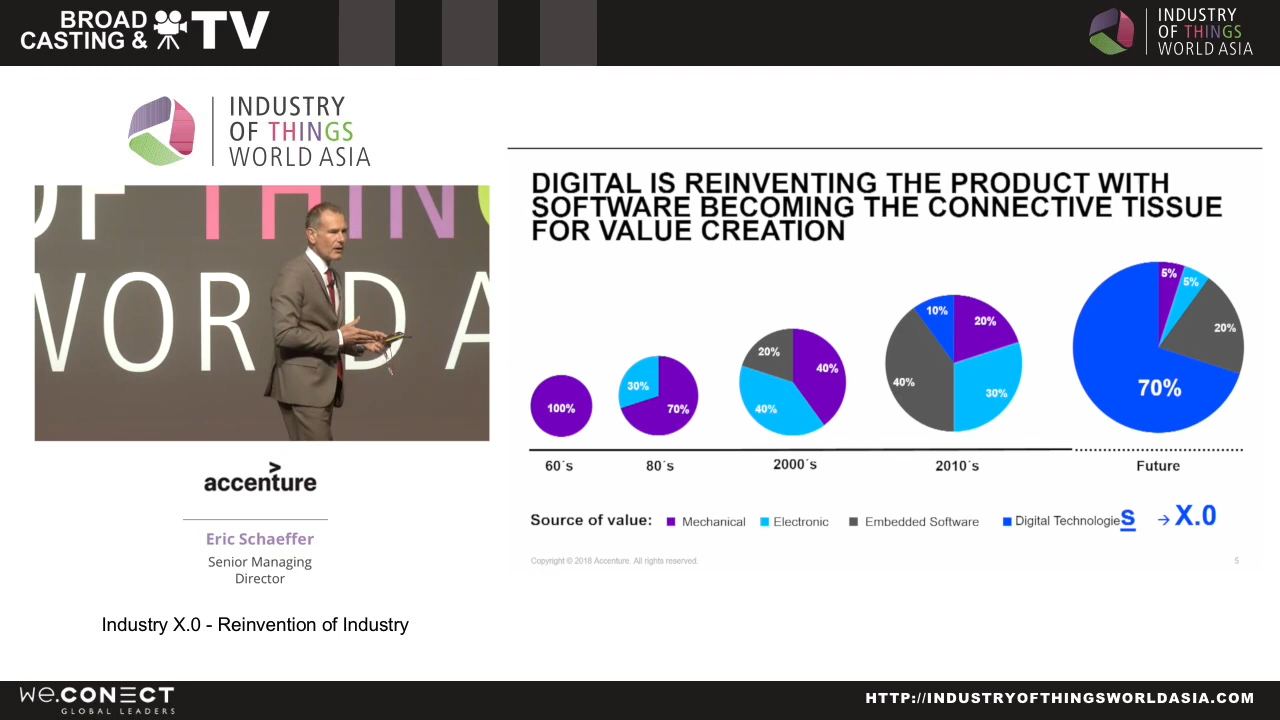 BROAD
CASTING & TV
INDUSTRY
OF THINGS
WORLD ASIA
INDUSTRY
OF THINGS
WORLD ASIA
OF THING
WORLD A
accenture
Eric Schaeffer
Senior Managing
Director
Industry X.0 - Reinvention of Industry
DIGITAL IS REINVENTING THE PRODUCT WITH
SOFTWARE BECOMING THE CONNECTIVE TISSUE
FOR VALUE CREATION
100%
30%
70%
20%
40%
40%
10%
20%
40%
30%
5%
5%
20%
70%
60´s
80´s
2000´s
2010´s
Future
Source of value: Mechanical Electronic Embedded Software Digital Technologies → X.0
Copyright © 2018 Accenture. All rights reserved.
5
we.CONECT
GLOBAL LEADERS
HTTP://INDUSTRYOFTHINGSWORLDASIA.COM